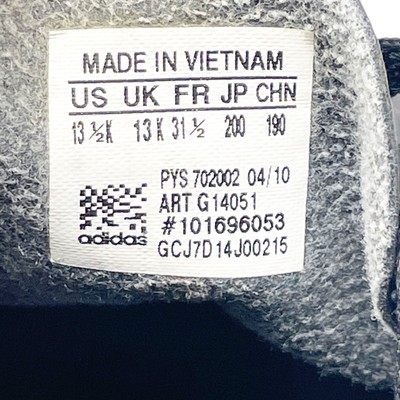 MADE IN VIETNAM
US UK FR JP CHN
13 ½K 13K 31 ½ 200 190
PYS 702002 04/10
ART G14051
#101696053
adidas GCJ7D14J00215